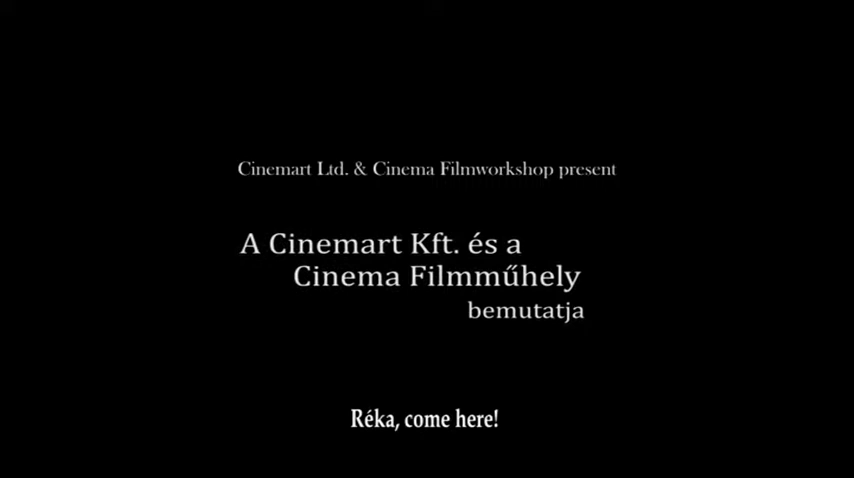 Cinemart Ltd. & Cinema Filmworkshop present
A Cinemart Kft. és a
Cinema Filmműhely
bemutatja
Réka, come here!